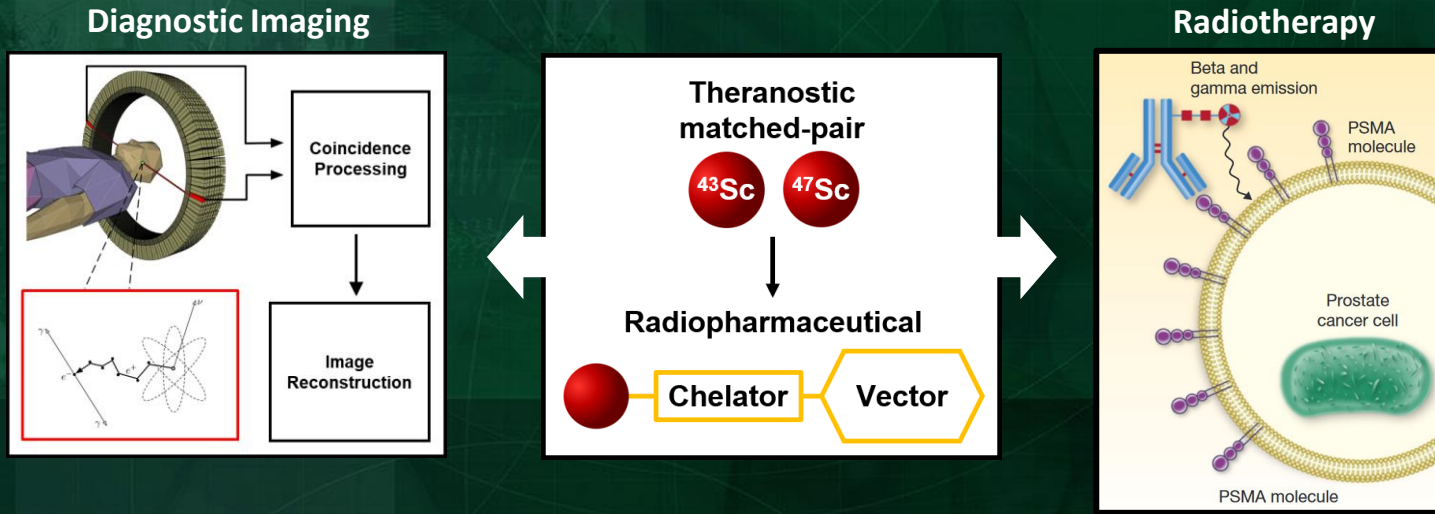 Diagnostic Imaging
Coincidence
Processing
Image
Reconstruction
γ
ν
e⁻
e⁺
γ
Theranostic
matched-pair
⁴³Sc
⁴⁷Sc
Radiopharmaceutical
Chelator
Vector
Radiotherapy
Beta and
gamma emission
PSMA
molecule
Prostate
cancer cell
PSMA molecule